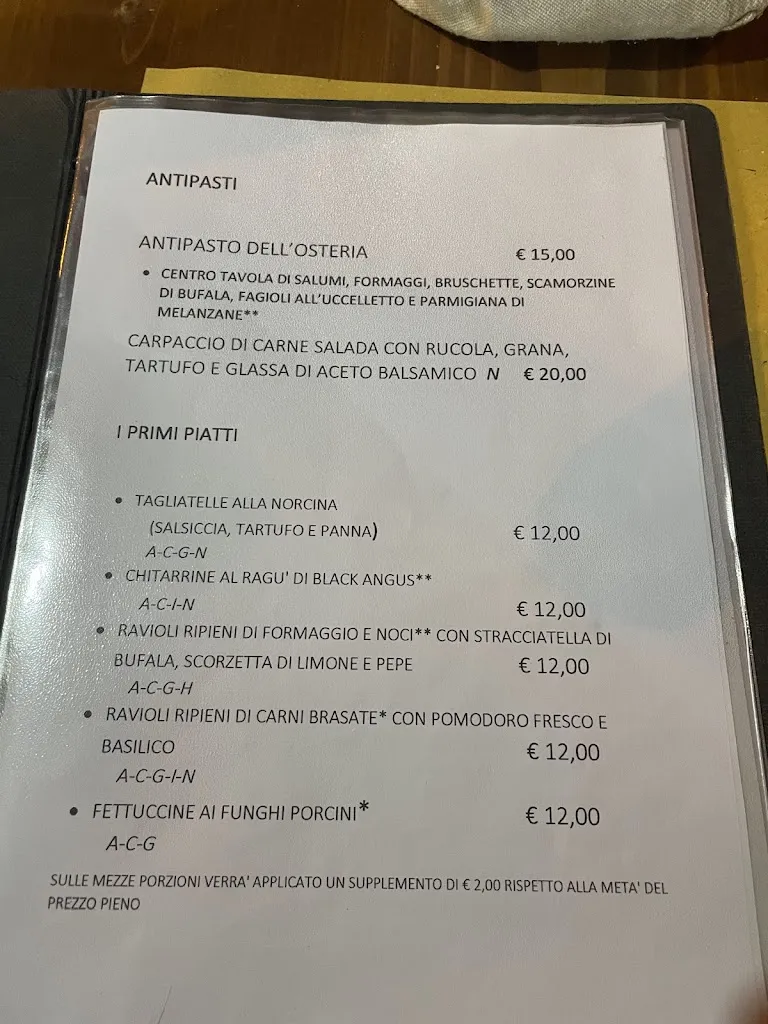 ANTIPASTI
ANTIPASTO DELL'OSTERIA € 15,00
• CENTRO TAVOLA DI SALUMI, FORMAGGI, BRUSCHETTE, SCAMORZINE
DI BUFALA, FAGIOLI ALL'UCCELLETTO E PARMIGIANA DI
MELANZANE**
CARPACCIO DI CARNE SALADA CON RUCOLA, GRANA,
TARTUFO E GLASSA DI ACETO BALSAMICO N € 20,00
I PRIMI PIATTI
• TAGLIATELLE ALLA NORCINA
(SALSICCIA, TARTUFO E PANNA) € 12,00
A-C-G-N
• CHITARRINE AL RAGU' DI BLACK ANGUS**
A-C-I-N € 12,00
• RAVIOLI RIPIENI DI FORMAGGIO E NOCI** CON STRACCIATELLA DI
BUFALA, SCORZETTA DI LIMONE E PEPE € 12,00
A-C-G-H
• RAVIOLI RIPIENI DI CARNI BRASATE* CON POMODORO FRESCO E
BASILICO € 12,00
A-C-G-I-N
• FETTUCCINE AI FUNGHI PORCINI* € 12,00
A-C-G
SULLE MEZZE PORZIONI VERRA' APPLICATO UN SUPPLEMENTO DI € 2,00 RISPETTO ALLA META' DEL
PREZZO PIENO